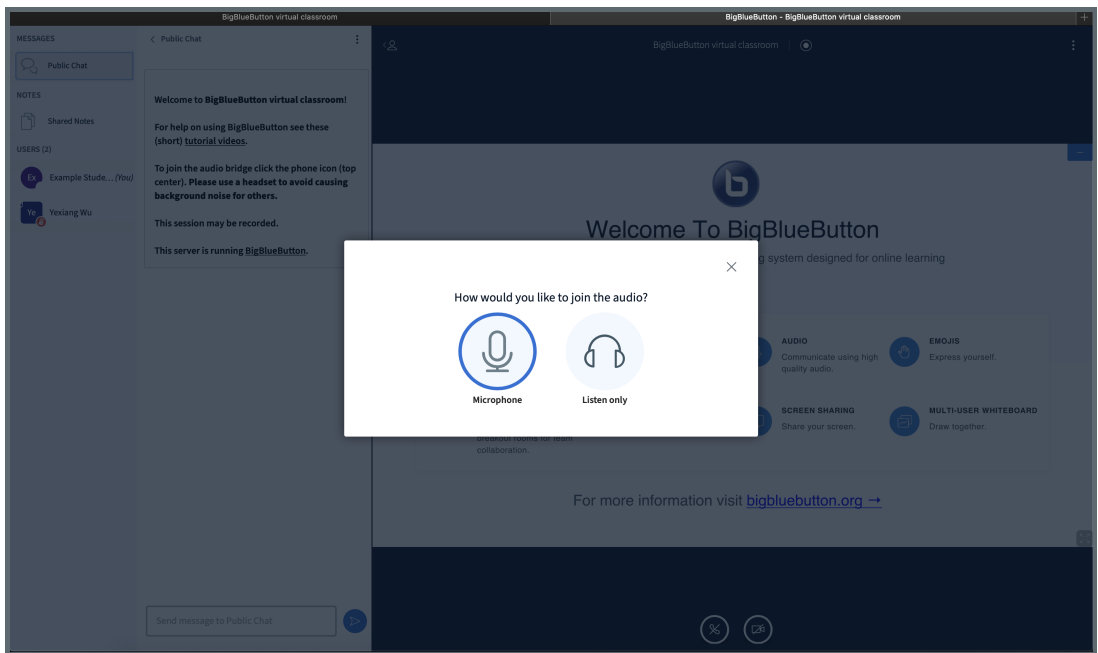 BigBlueButton virtual classroom
BigBlueButton - BigBlueButton virtual classroom
MESSAGES
Public Chat
NOTES
Shared Notes
USERS (2)
Ex
Example Stude... (You)
Ye
Yexiang Wu
Public Chat
Welcome to BigBlueButton virtual classroom!
For help on using BigBlueButton see these
(short) tutorial videos.
To join the audio bridge click the phone icon (top
center). Please use a headset to avoid causing
background noise for others.
This session may be recorded.
This server is running BigBlueButton.
Send message to Public Chat
BigBlueButton virtual classroom
Welcome To BigBlueButton
system designed for online learning
How would you like to join the audio?
Microphone
Listen only
AUDIO
Communicate using high
quality audio.
EMOJIS
Express yourself.
SCREEN SHARING
Share your screen.
MULTI-USER WHITEBOARD
Draw together.
breakout rooms for team
collaboration.
For more information visit bigbluebutton.org →